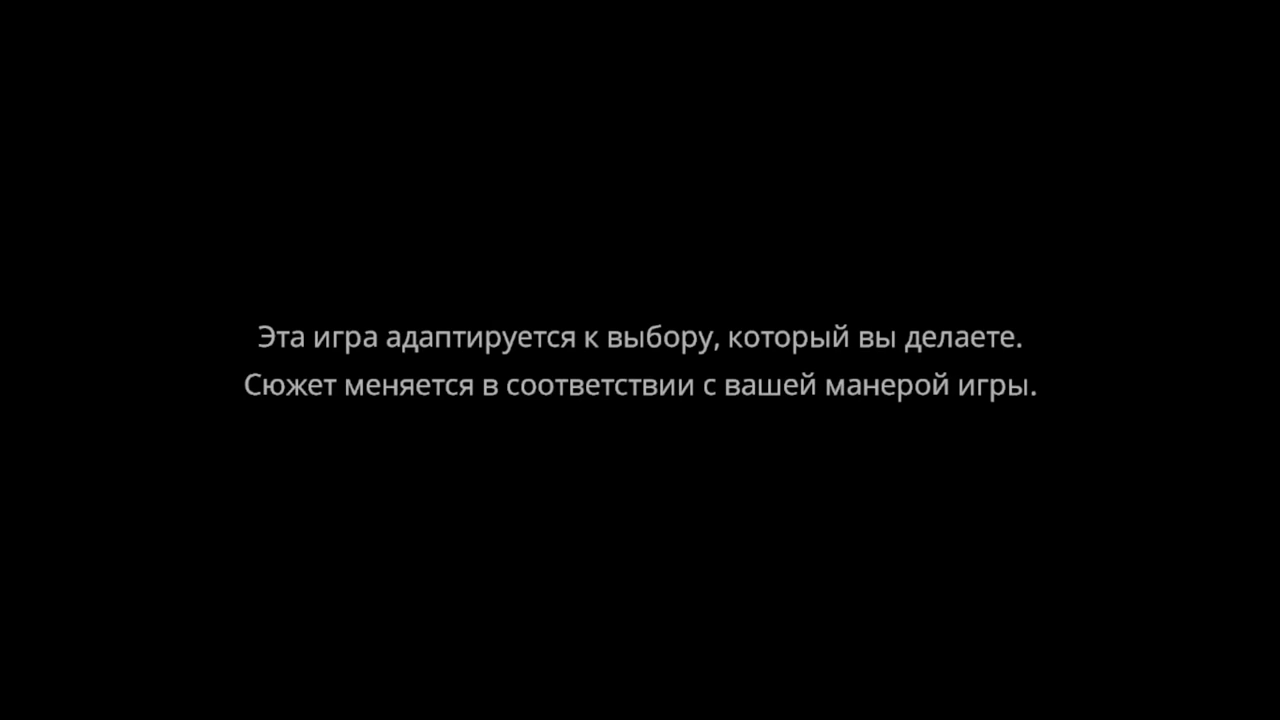 Эта игра адаптируется к выбору, который вы делаете.
Сюжет меняется в соответствии с вашей манерой игры.